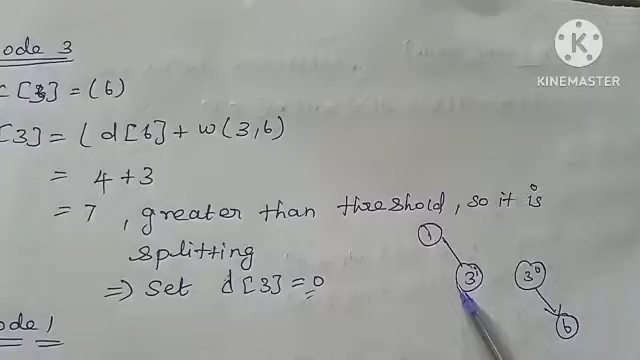 ode 3
C[3] = (6)
[3] = ( d[6] + w(3,6)
= 4+3
= 7 , greater than threshold, so it is
splitting
⇒ Set d[3] = 0
ode 1
1
3
3
6
K
KINEMASTER